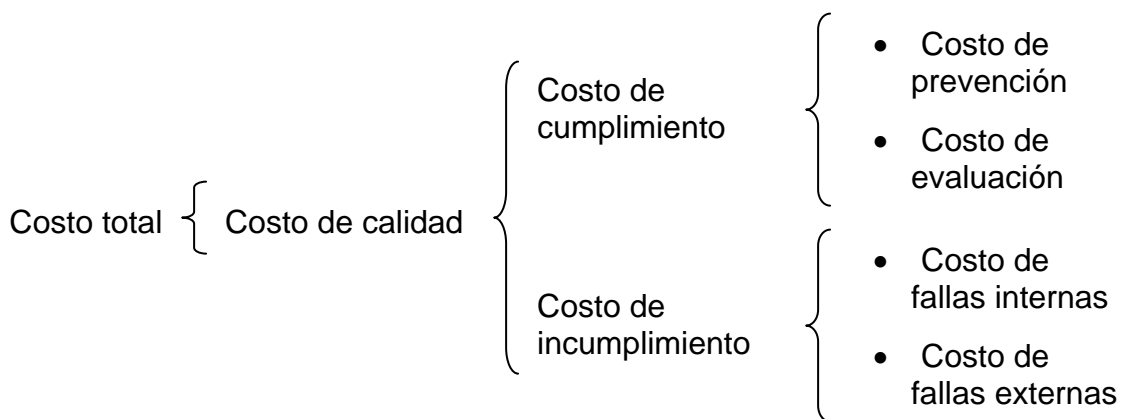 Costo total
Costo de calidad
Costo de
cumplimiento
• Costo de
prevención
• Costo de
evaluación
Costo de
incumplimiento
• Costo de
fallas internas
• Costo de
fallas externas